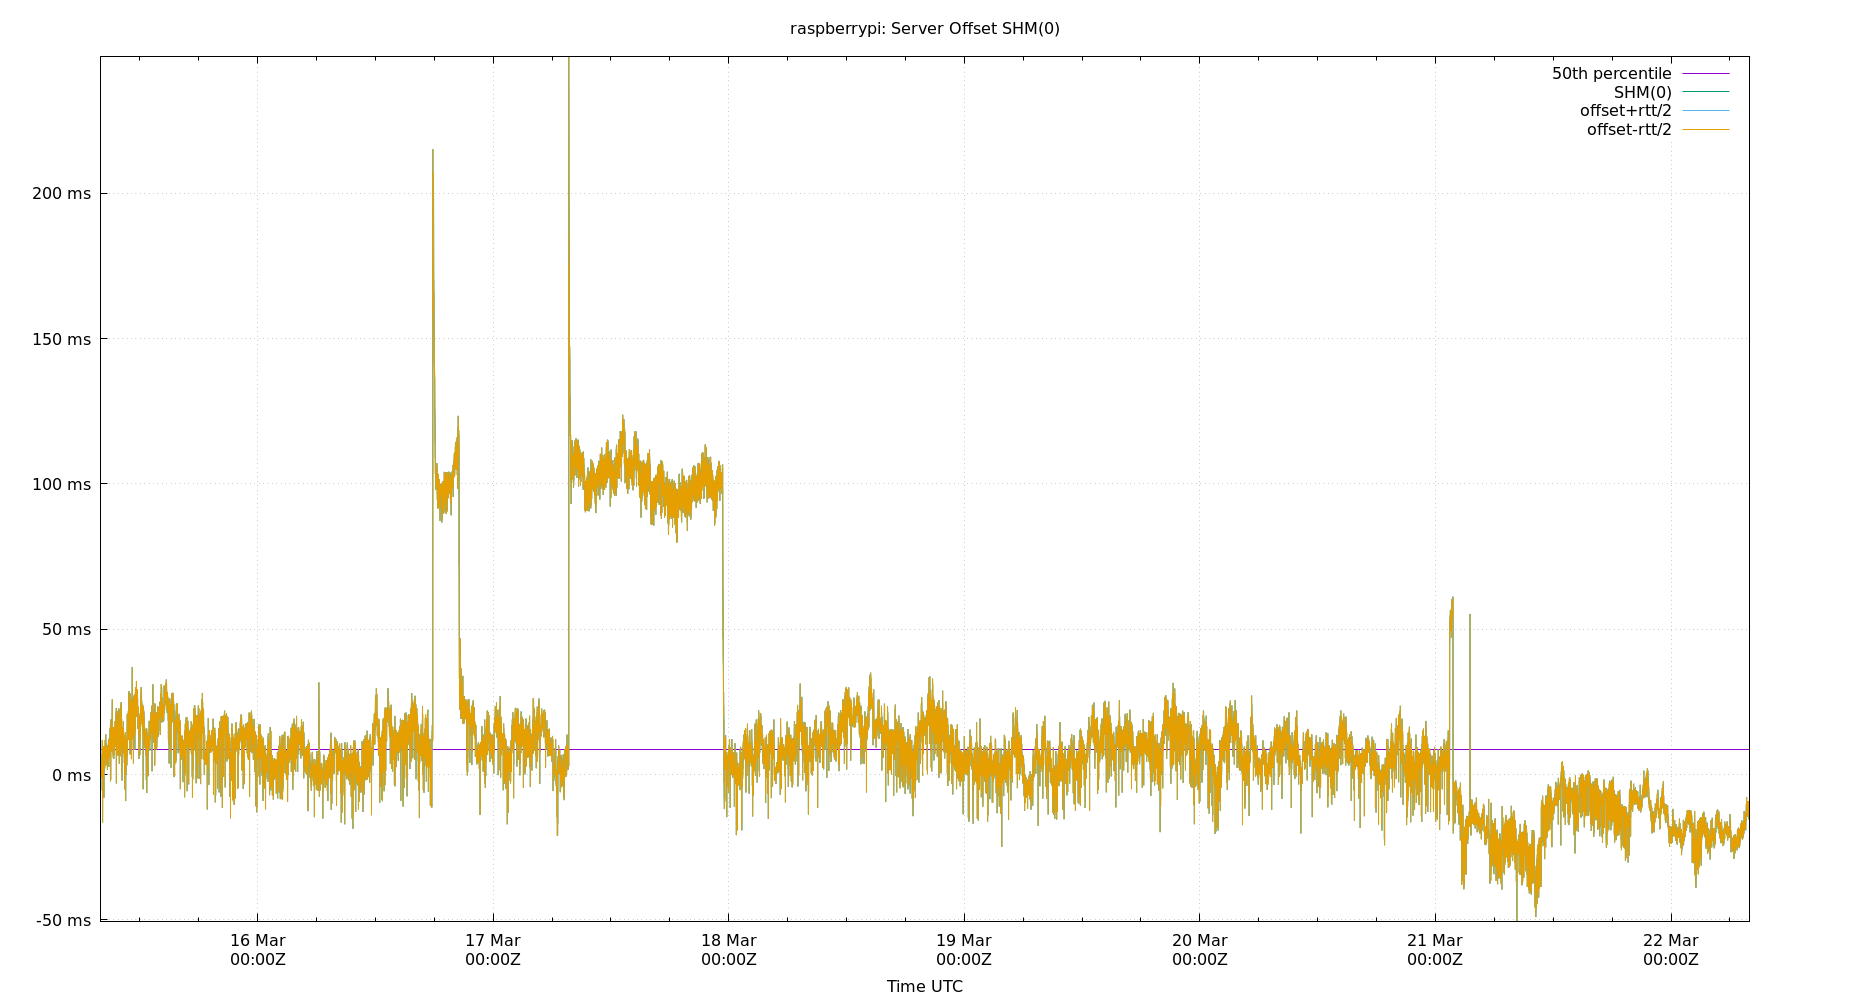 raspberrypi: Server Offset SHM(0)
50th percentile
SHM(0)
offset+rtt/2
offset-rtt/2
200 ms
150 ms
100 ms
50 ms
0 ms
-50 ms
16 Mar 17 Mar 18 Mar 19 Mar 20 Mar 21 Mar 22 Mar
00:00Z 00:00Z 00:00Z 00:00Z 00:00Z 00:00Z 00:00Z
Time UTC